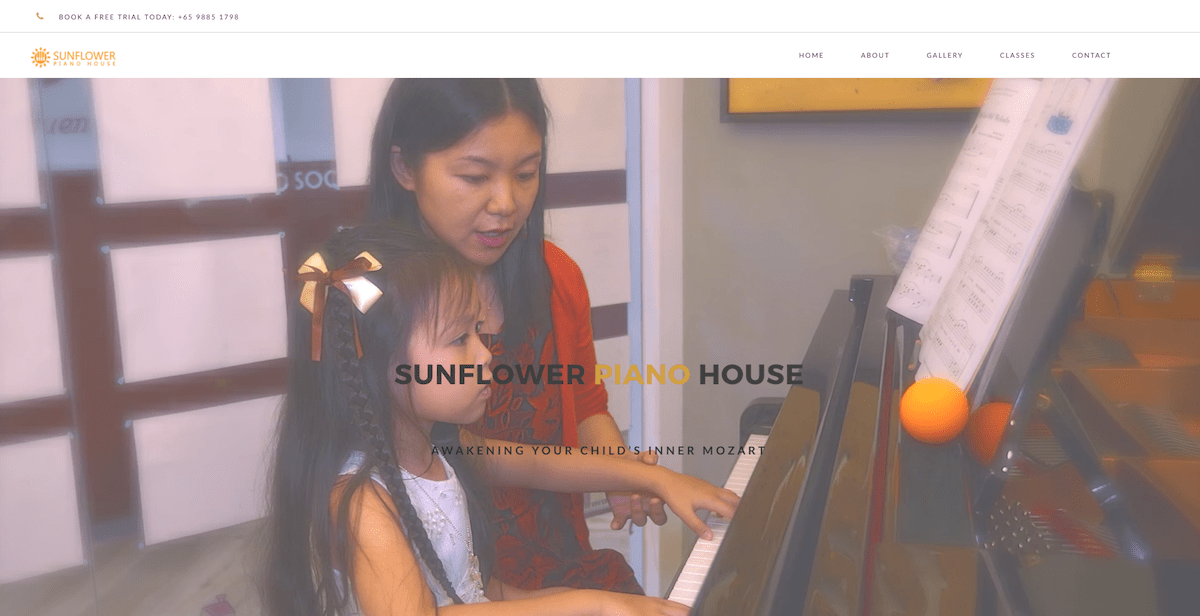 BOOK A FREE TRIAL TODAY: +65 9885 1798
SUNFLOWER
PIANO HOUSE
HOME ABOUT GALLERY CLASSES CONTACT
SUNFLOWER PIANO HOUSE
AWAKENING YOUR CHILD'S INNER MOZART